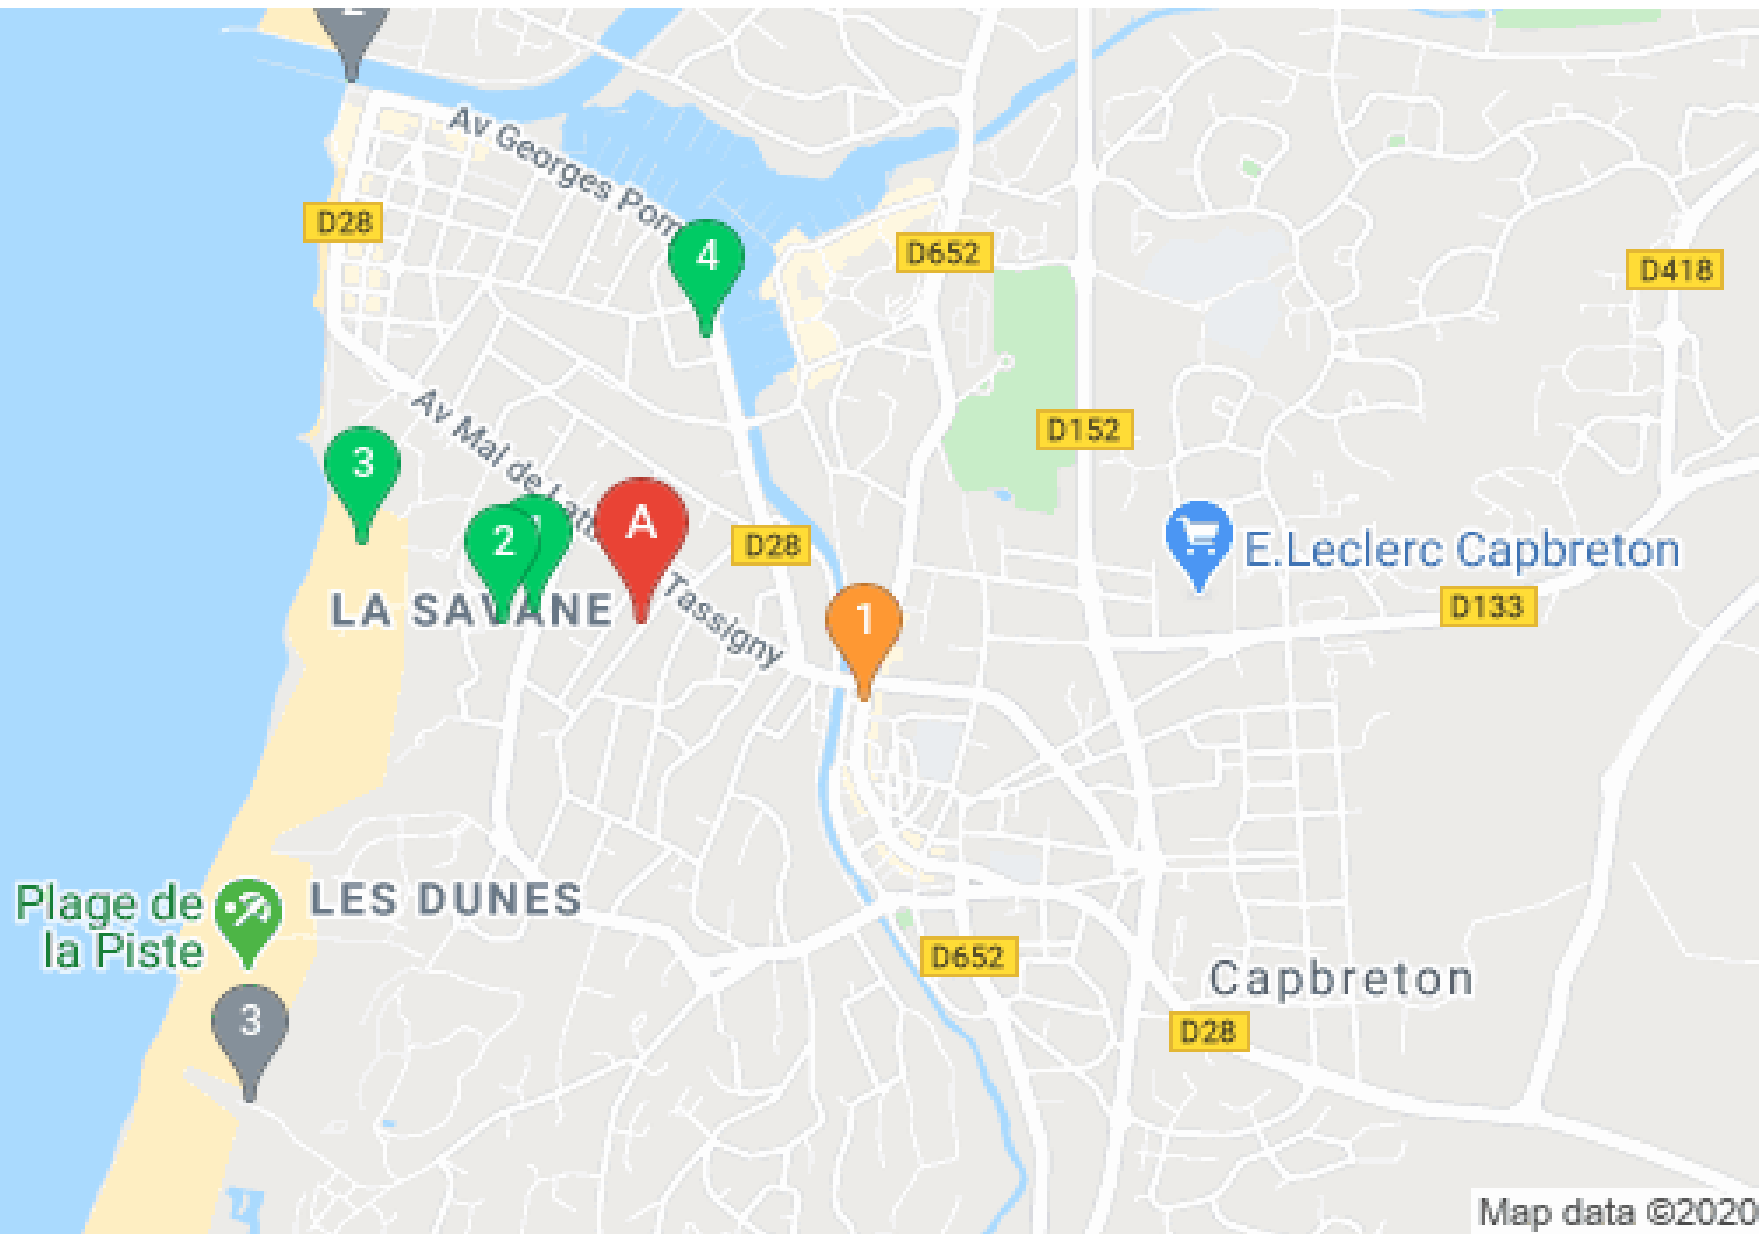 Av Georges Pom
D28
4
D652
D418
Av Mal de Latt
D152
3
2
A
D28
E.Leclerc Capbreton
LA SAVANE
Tassigny
1
D133
Plage de
la Piste
LES DUNES
D652
Capbreton
3
D28
Map data ©2020